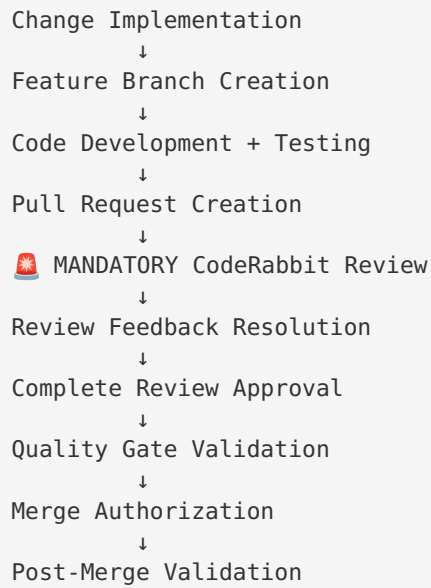 Change Implementation
↓
Feature Branch Creation
↓
Code Development + Testing
↓
Pull Request Creation
↓
🚨 MANDATORY CodeRabbit Review
↓
Review Feedback Resolution
↓
Complete Review Approval
↓
Quality Gate Validation
↓
Merge Authorization
↓
Post-Merge Validation